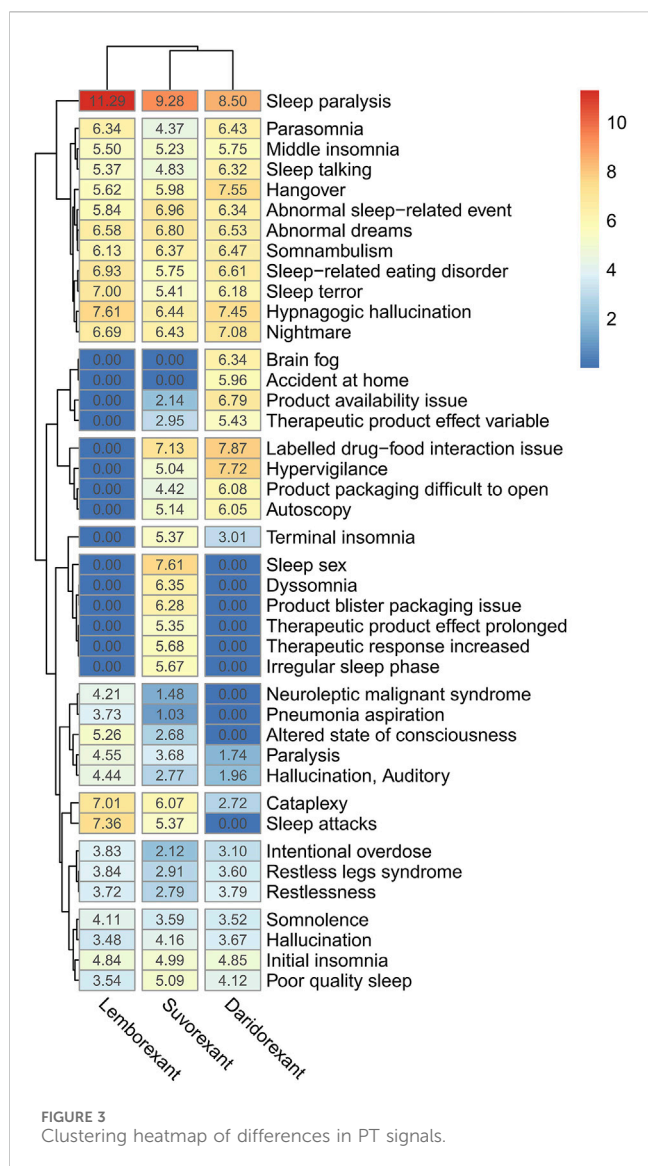 11.29 9.28 8.50 Sleep paralysis
6.34 4.37 6.43 Parasomnia
5.50 5.23 5.75 Middle insomnia
5.37 4.83 6.32 Sleep talking
5.62 5.98 7.55 Hangover
5.84 6.96 6.34 Abnormal sleep−related event
6.58 6.80 6.53 Abnormal dreams
6.13 6.37 6.47 Somnambulism
6.93 5.75 6.61 Sleep−related eating disorder
7.00 5.41 6.18 Sleep terror
7.61 6.44 7.45 Hypnagogic hallucination
6.69 6.43 7.08 Nightmare
0.00 0.00 6.34 Brain fog
0.00 0.00 5.96 Accident at home
0.00 2.14 6.79 Product availability issue
0.00 2.95 5.43 Therapeutic product effect variable
0.00 7.13 7.87 Labelled drug−food interaction issue
0.00 5.04 7.72 Hypervigilance
0.00 4.42 6.08 Product packaging difficult to open
0.00 5.14 6.05 Autoscopy
0.00 5.37 3.01 Terminal insomnia
0.00 7.61 0.00 Sleep sex
0.00 6.35 0.00 Dyssomnia
0.00 6.28 0.00 Product blister packaging issue
0.00 5.35 0.00 Therapeutic product effect prolonged
0.00 5.68 0.00 Therapeutic response increased
0.00 5.67 0.00 Irregular sleep phase
4.21 1.48 0.00 Neuroleptic malignant syndrome
3.73 1.03 0.00 Pneumonia aspiration
5.26 2.68 0.00 Altered state of consciousness
4.55 3.68 1.74 Paralysis
4.44 2.77 1.96 Hallucination, Auditory
7.01 6.07 2.72 Cataplexy
7.36 5.37 0.00 Sleep attacks
3.83 2.12 3.10 Intentional overdose
3.84 2.91 3.60 Restless legs syndrome
3.72 2.79 3.79 Restlessness
4.11 3.59 3.52 Somnolence
3.48 4.16 3.67 Hallucination
4.84 4.99 4.85 Initial insomnia
3.54 5.09 4.12 Poor quality sleep
Lemborexant Suvorexant Daridorexant
10
8
6
4
2
FIGURE 3
Clustering heatmap of differences in PT signals.